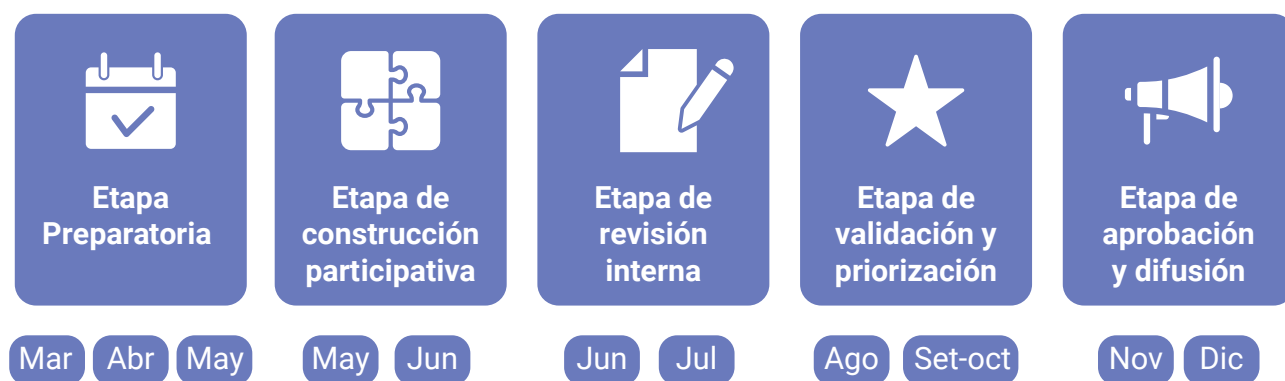 Etapa
Preparatoria
Etapa de
construcción
participativa
Etapa de
revisión
interna
Etapa de
validación y
priorización
Etapa de
aprobación
y difusión
Mar Abr May
May Jun
Jun Jul
Ago Set-oct
Nov Dic